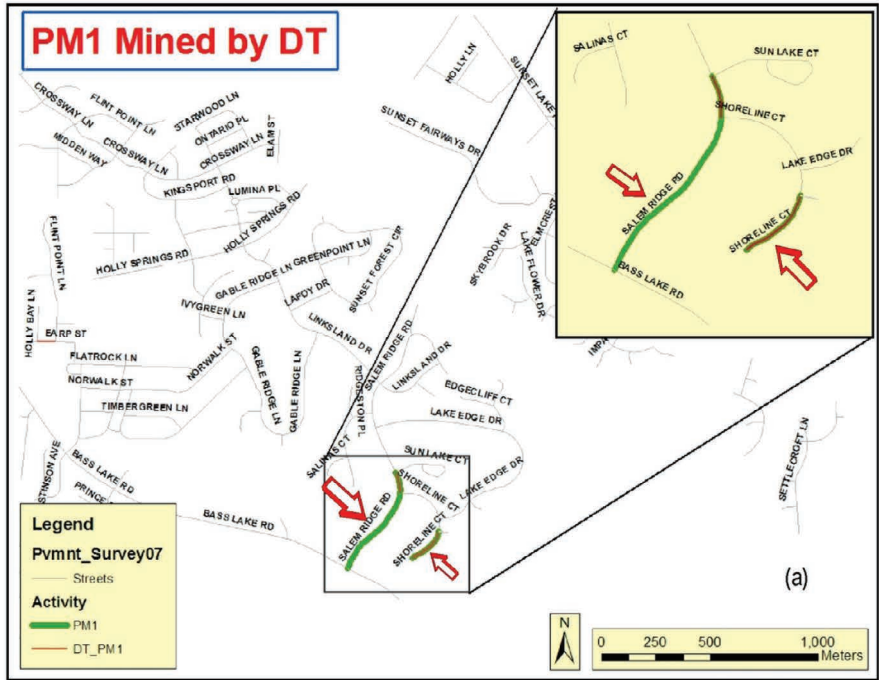 PM1 Mined by DT
CROSSWAY LN
FLINT POINT LN
STARWOOD LN
ONTARIO PL
CROSSWAY LN
ELAM ST
MIDDEN WAY
CROSSWAY LN
KINGSPORT RD
LUMINA PL
HOLLY LN
SUNSET FAIRWAYS DR
FLINT POINT LN
HOLLY SPRINGS RD
HOLLY SPRINGS RD
GABLE RIDGE LN
GREENPOINT LN
LAPOY DR
SUNSET FOREST CIR
SKYBROOK DR
LAKE FLOWER DR
ELMCREST
IVYGREEN LN
LINKSLAND DR
HOLLY BAY LN
EARP ST
FLATROCK LN
NORWALK ST
NORWALK ST
GABLE RIDGE LN
GABLE RIDGE LN
RIDGESTON PL
SALEM RIDGE RD
LINKSLAND DR
EDGECLIFF CT
TIMBERGREEN LN
LAKE EDGE DR
SALINAS CT
SUN LAKE CT
STINSON AVE
BASS LAKE RD
SHORELINE CT
LAKE EDGE DR
SETTLECROFT LN
BASS LAKE RD
SALEM RIDGE RD
SHORELINE CT
SALINAS CT
SUN LAKE CT
SHORELINE CT
LAKE EDGE DR
SALEM RIDGE RD
SHORELINE CT
BASS LAKE RD
Legend
Pvmnt_Survey07
Streets
Activity
PM1
DT_PM1
(a)
N
0 250 500 1,000
Meters